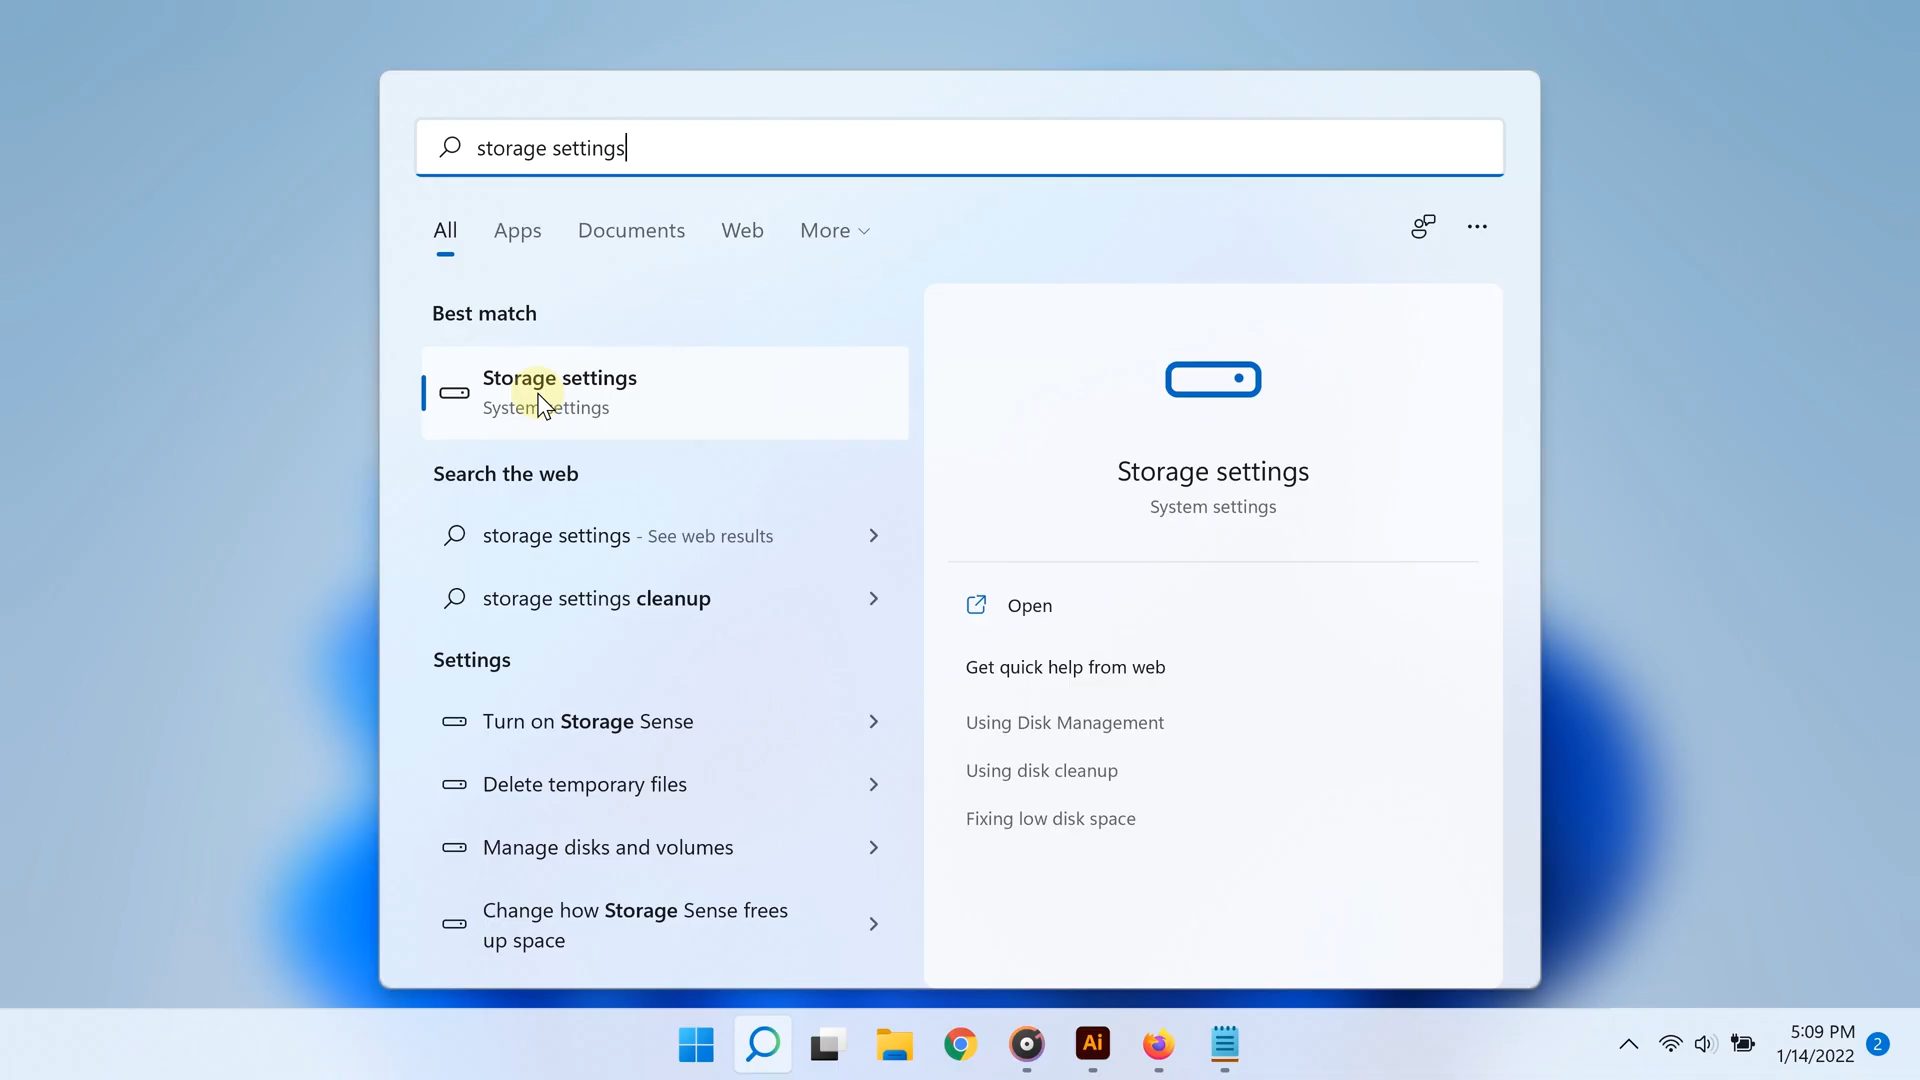 storage settings
All Apps Documents Web More
Best match
Storage settings
System settings
Search the web
storage settings - See web results
storage settings cleanup
Settings
Turn on Storage Sense
Delete temporary files
Manage disks and volumes
Change how Storage Sense frees
up space
Storage settings
System settings
Open
Get quick help from web
Using Disk Management
Using disk cleanup
Fixing low disk space
Ai
5:09 PM
1/14/2022
2